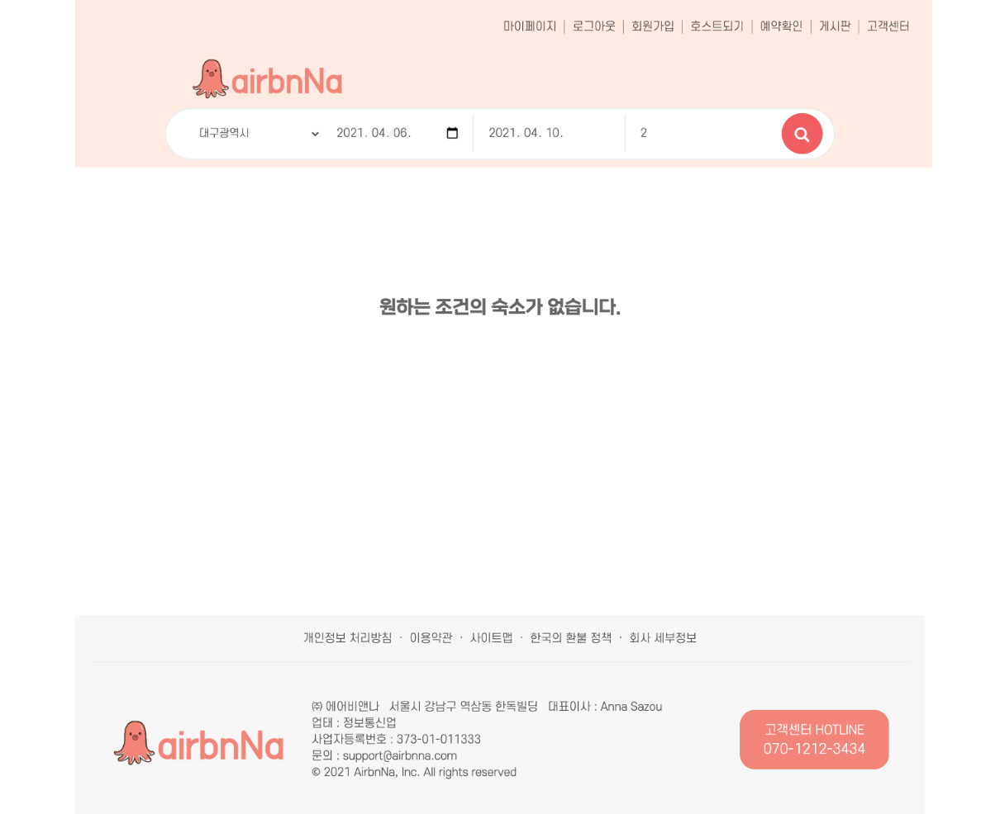 마이페이지 | 로그아웃 | 회원가입 | 호스트되기 | 예약확인 | 게시판 | 고객센터
airbnNa
대구광역시 2021. 04. 06. 2021. 04. 10. 2
원하는 조건의 숙소가 없습니다.
개인정보 처리방침 · 이용약관 · 사이트맵 · 한국의 환불 정책 · 회사 세부정보
airbnNa
㈜ 에어비앤나 서울시 강남구 역삼동 한독빌딩 대표이사 : Anna Sazou
업태 : 정보통신업
사업자등록번호 : 373-01-011333
문의 : support@airbnna.com
© 2021 AirbnNa, Inc. All rights reserved
고객센터 HOTLINE
070-1212-3434